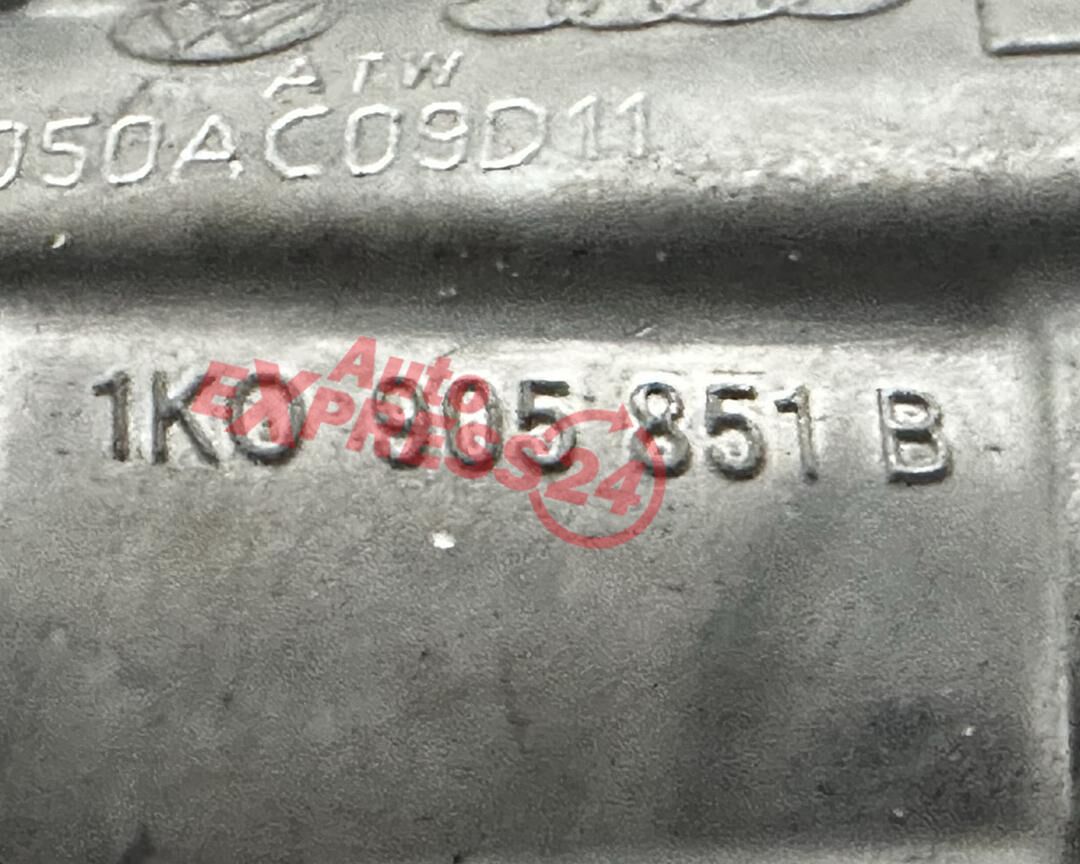 ATW
050AC09D11
1K0 905 851 B
Auto
EXPRESS24